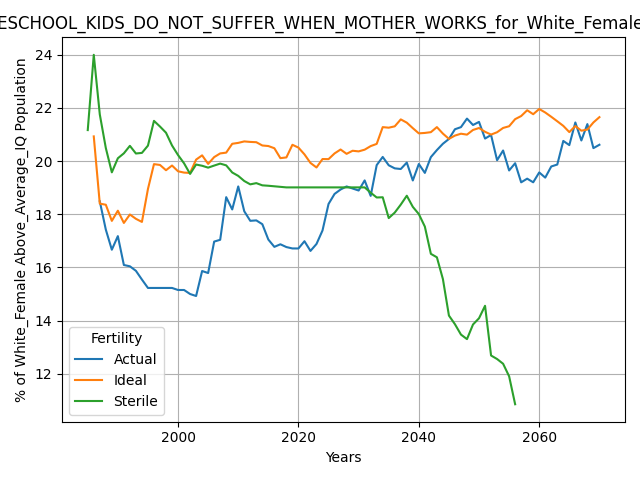 ESCHOOL_KIDS_DO_NOT_SUFFER_WHEN_MOTHER_WORKS_for_White_Female
% of White_Female Above_Average_IQ Population
24
22
20
18
16
14
12
Fertility
Actual
Ideal
Sterile
2000
2020
2040
2060
Years